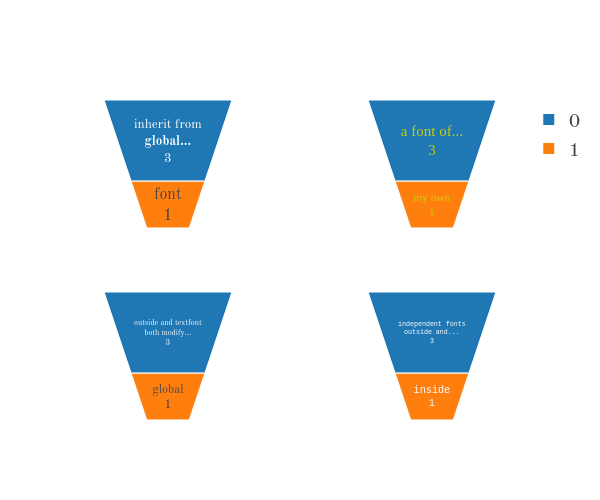 inherit from
global...
3
font
1
a font of...
3
my own
1
0
1
outside and textfont
both modify...
3
global
1
independent fonts
outside and...
3
inside
1